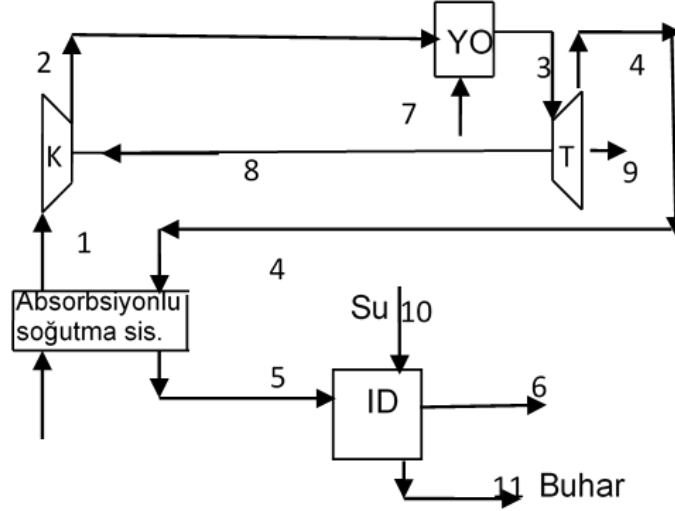 YO
2
3
4
7
K
T
8
9
1
4
Absorbsiyonlu
soğutma sis.
Su 10
5
ID
6
11 Buhar